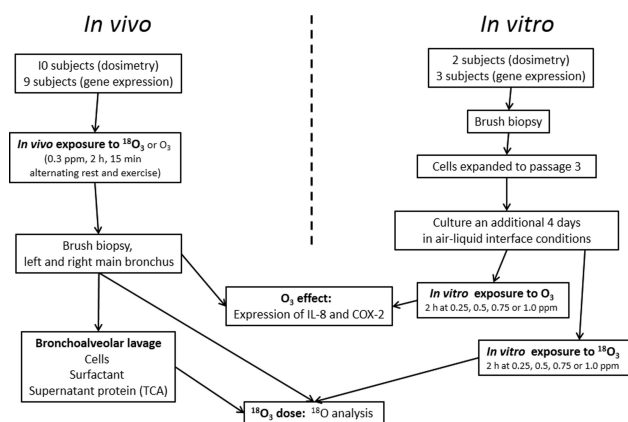 In vivo
In vitro
10 subjects (dosimetry)
9 subjects (gene expression)
2 subjects (dosimetry)
3 subjects (gene expression)
Brush biopsy
In vivo exposure to ¹⁸O₃ or O₃
(0.3 ppm, 2 h, 15 min
alternating rest and exercise)
Cells expanded to passage 3
Culture an additional 4 days
in air-liquid interface conditions
Brush biopsy,
left and right main bronchus
O₃ effect:
Expression of IL-8 and COX-2
In vitro exposure to O₃
2 h at 0.25, 0.5, 0.75 or 1.0 ppm
Bronchoalveolar lavage
Cells
Surfactant
Supernatant protein (TCA)
In vitro exposure to ¹⁸O₃
2 h at 0.25, 0.5, 0.75 or 1.0 ppm
¹⁸O₃ dose: ¹⁸O analysis